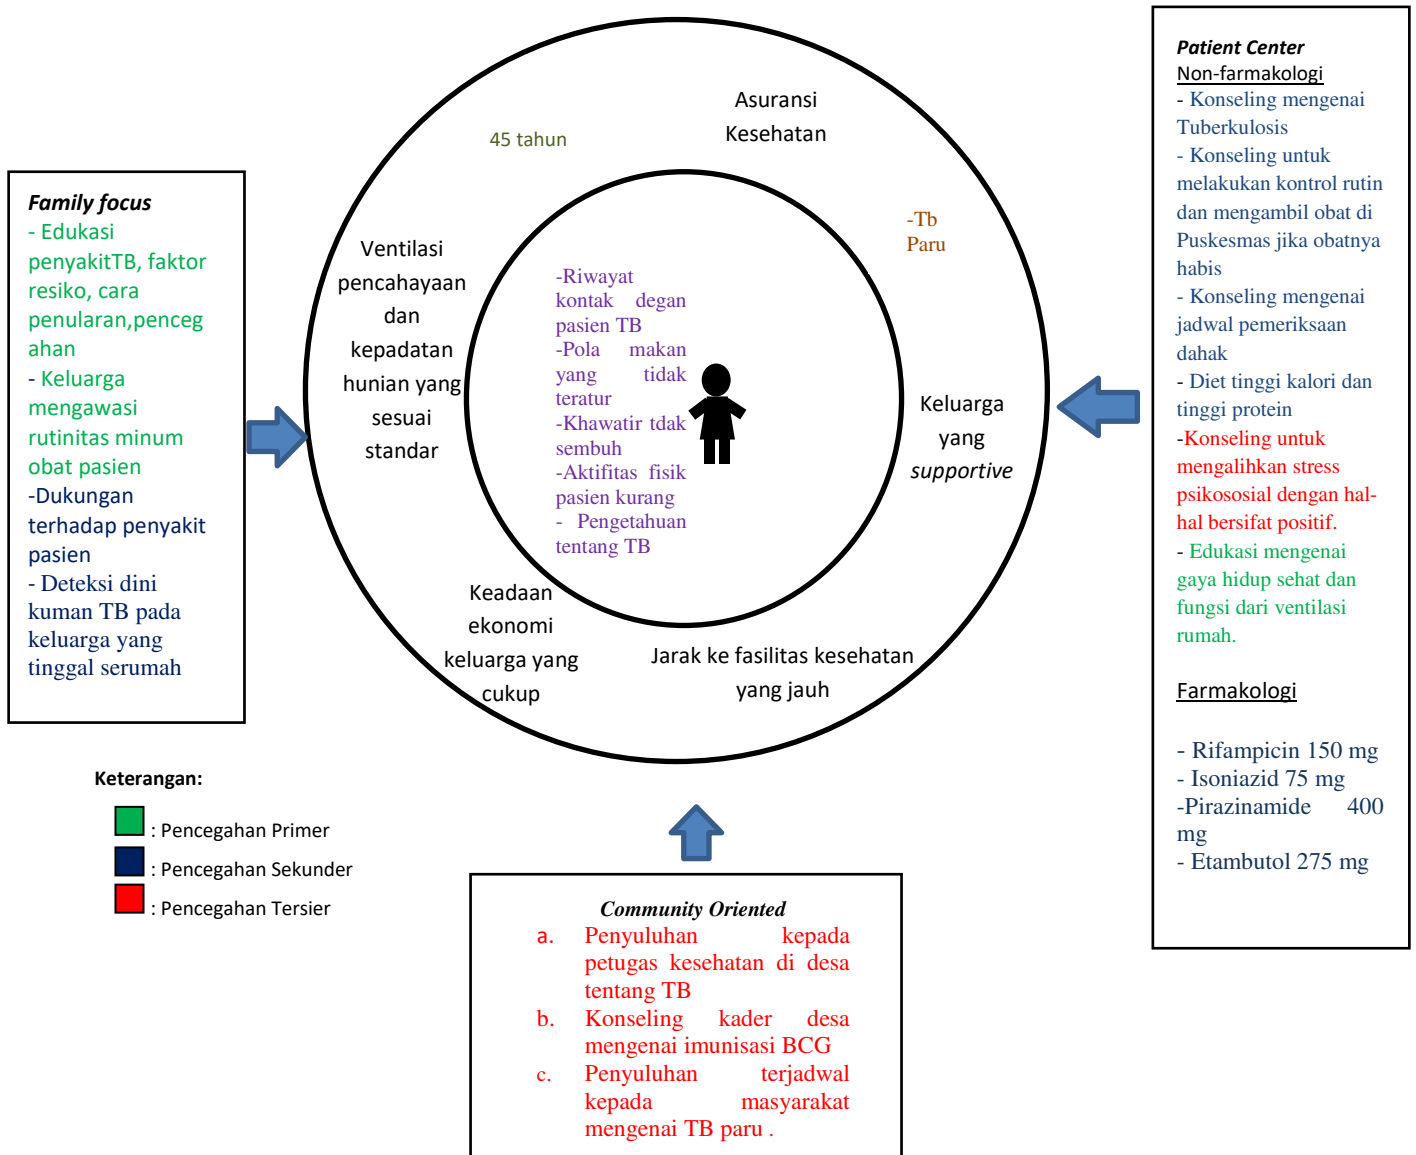 Family focus
- Edukasi
penyakitTB, faktor
resiko, cara
penularan,penceg
ahan
- Keluarga
mengawasi
rutinitas minum
obat pasien
-Dukungan
terhadap penyakit
pasien
- Deteksi dini
kuman TB pada
keluarga yang
tinggal serumah
45 tahun
Asuransi
Kesehatan
-Tb
Paru
Ventilasi
pencahayaan
dan
kepadatan
hunian yang
sesuai
standar
-Riwayat
kontak degan
pasien TB
-Pola makan
yang tidak
teratur
-Khawatir tdak
sembuh
-Aktifitas fisik
pasien kurang
- Pengetahuan
tentang TB
Keluarga
yang
supportive
Keadaan
ekonomi
keluarga yang
cukup
Jarak ke fasilitas kesehatan
yang jauh
Patient Center
Non-farmakologi
- Konseling mengenai
Tuberkulosis
- Konseling untuk
melakukan kontrol rutin
dan mengambil obat di
Puskesmas jika obatnya
habis
- Konseling mengenai
jadwal pemeriksaan
dahak
- Diet tinggi kalori dan
tinggi protein
-Konseling untuk
mengalihkan stress
psikososial dengan hal-
hal bersifat positif.
- Edukasi mengenai
gaya hidup sehat dan
fungsi dari ventilasi
rumah.
Farmakologi
- Rifampicin 150 mg
- Isoniazid 75 mg
-Pirazinamide 400
mg
- Etambutol 275 mg
Keterangan:
: Pencegahan Primer
: Pencegahan Sekunder
: Pencegahan Tersier
Community Oriented
a. Penyuluhan kepada
petugas kesehatan di desa
tentang TB
b. Konseling kader desa
mengenai imunisasi BCG
c. Penyuluhan terjadwal
kepada masyarakat
mengenai TB paru .